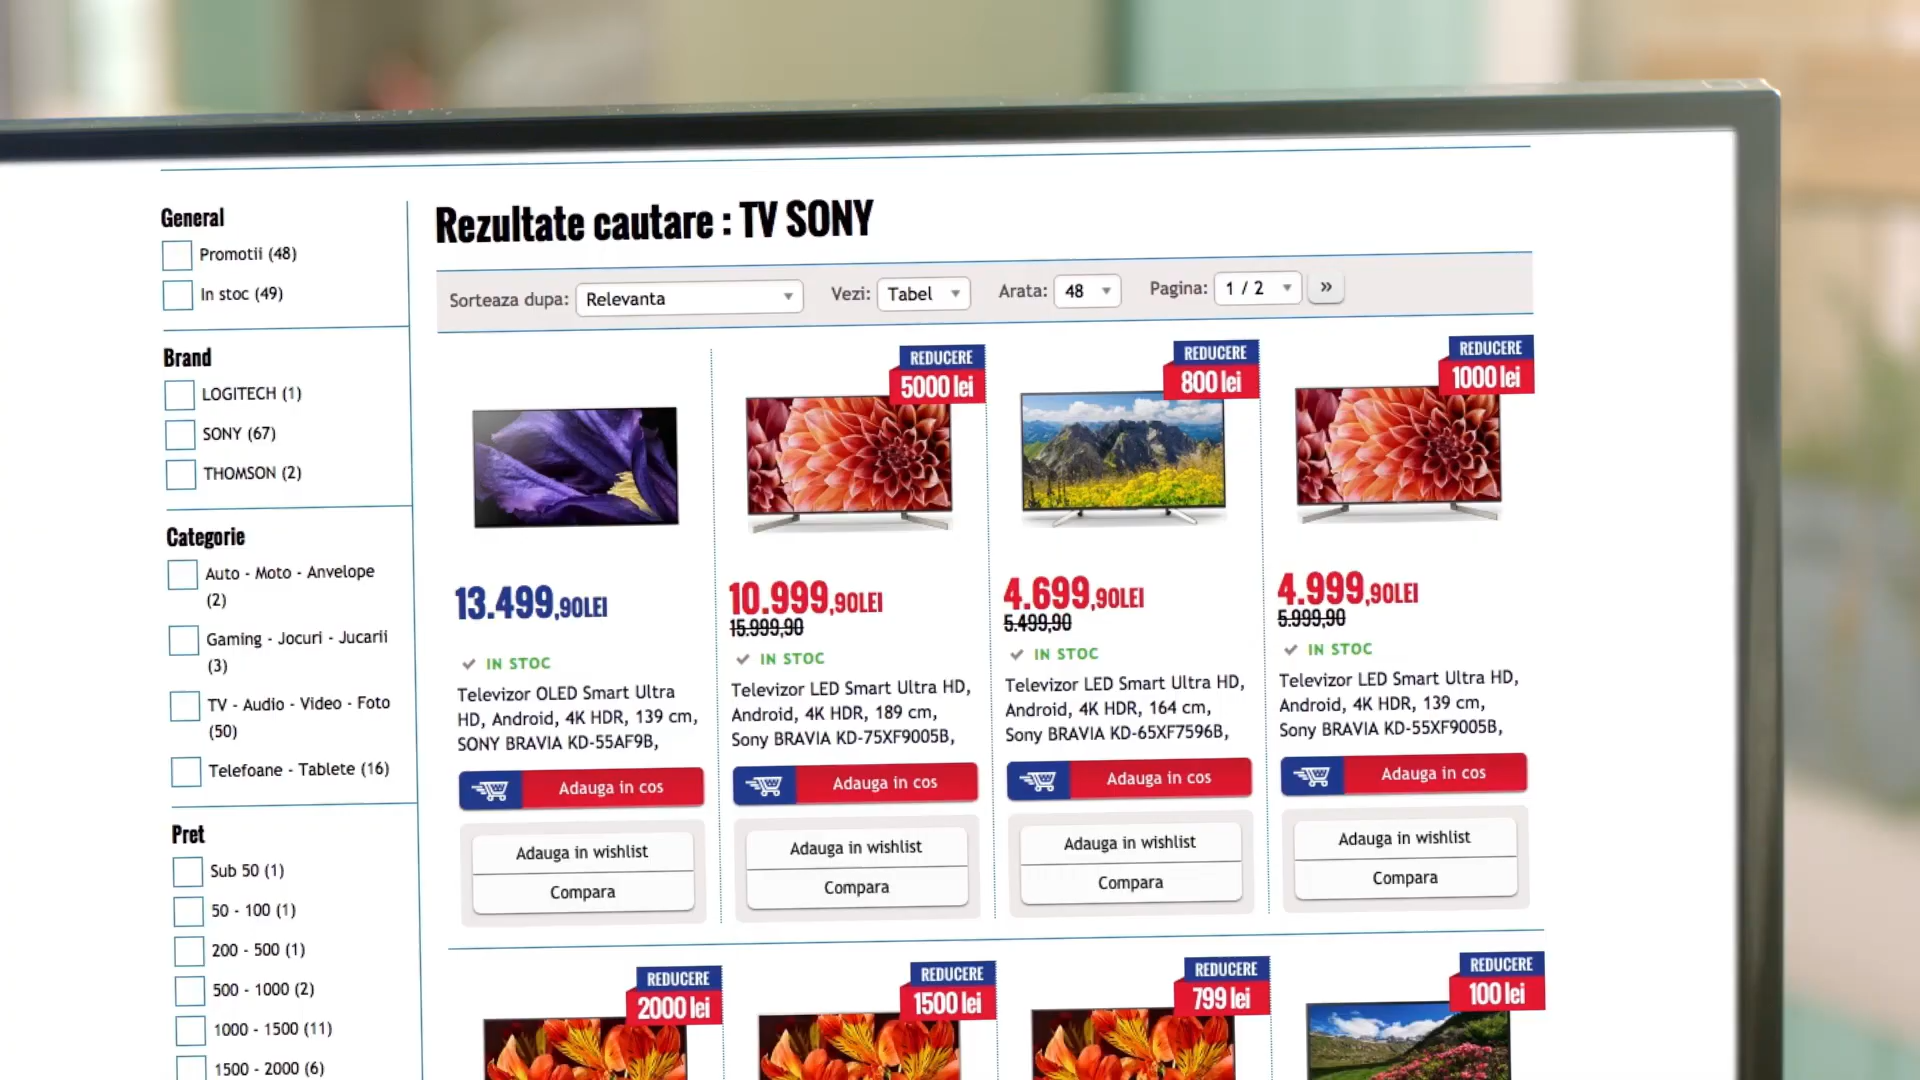 General
Promotii (48)
In stoc (49)
Brand
LOGITECH (1)
SONY (67)
THOMSON (2)
Categorie
Auto - Moto - Anvelope
(2)
Gaming - Jocuri - Jucarii
(3)
TV - Audio - Video - Foto
(50)
Telefoane - Tablete (16)
Pret
Sub 50 (1)
50 - 100 (1)
200 - 500 (1)
500 - 1000 (2)
1000 - 1500 (11)
1500 - 2000 (6)
Rezultate cautare : TV SONY
Sorteaza dupa: Relevanta Vezi: Tabel Arata: 48 Pagina: 1 / 2 »
13.499,90LEI
IN STOC
Televizor OLED Smart Ultra
HD, Android, 4K HDR, 139 cm,
SONY BRAVIA KD-55AF9B,
Adauga in cos
Adauga in wishlist
Compara
REDUCERE
5000 lei
10.999,90LEI
15.999,90
IN STOC
Televizor LED Smart Ultra HD,
Android, 4K HDR, 189 cm,
Sony BRAVIA KD-75XF9005B,
Adauga in cos
Adauga in wishlist
Compara
REDUCERE
800 lei
4.699,90LEI
5.499,90
IN STOC
Televizor LED Smart Ultra HD,
Android, 4K HDR, 164 cm,
Sony BRAVIA KD-65XF7596B,
Adauga in cos
Adauga in wishlist
Compara
REDUCERE
1000 lei
4.999,90LEI
5.999,90
IN STOC
Televizor LED Smart Ultra HD,
Android, 4K HDR, 139 cm,
Sony BRAVIA KD-55XF9005B,
Adauga in cos
Adauga in wishlist
Compara
REDUCERE
2000 lei
REDUCERE
1500 lei
REDUCERE
799 lei
REDUCERE
100 lei